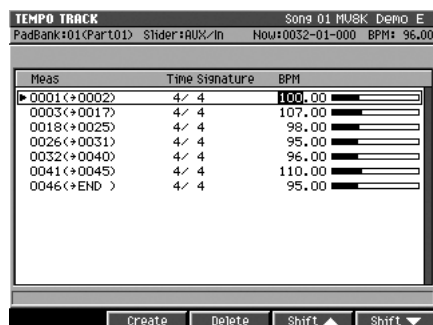 TEMPO TRACK Song 01 MV8K Demo E
PadBank:01(Part01) Slider:AUX/In Now:0032-01-000 BPM: 96.00
Meas Time Signature BPM
0001(→0002) 4/ 4 100.00
0003(→0017) 4/ 4 107.00
0018(→0025) 4/ 4 98.00
0026(→0031) 4/ 4 95.00
0032(→0040) 4/ 4 96.00
0041(→0045) 4/ 4 110.00
0046(→END ) 4/ 4 95.00
Create Delete Shift ▲ Shift ▼